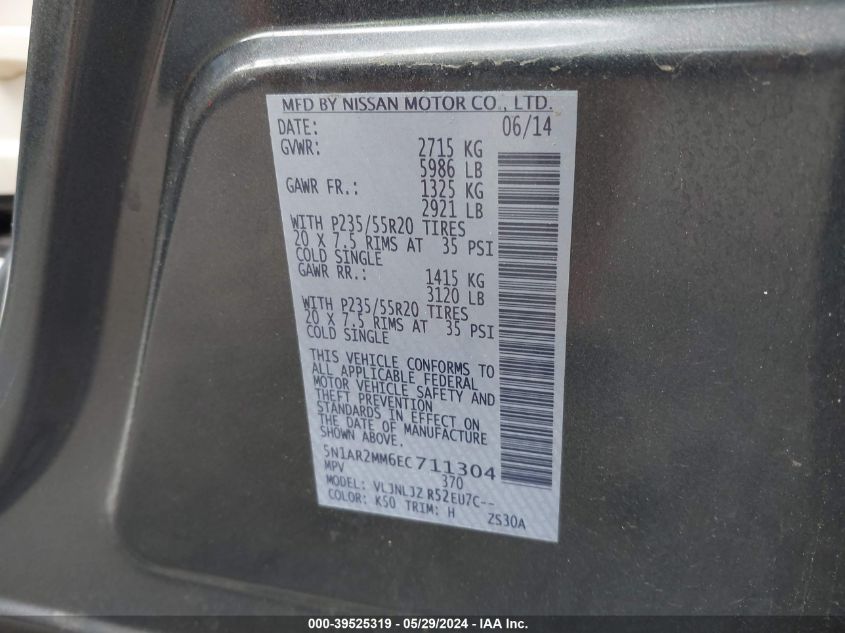 MFD BY NISSAN MOTOR CO., LTD.
DATE: 06/14
GVWR: 2715 KG
5986 LB
GAWR FR.: 1325 KG
2921 LB
WITH P235/55R20 TIRES
20 X 7.5 RIMS AT 35 PSI
COLD SINGLE
GAWR RR.: 1415 KG
3120 LB
WITH P235/55R20 TIRES
20 X 7.5 RIMS AT 35 PSI
COLD SINGLE
THIS VEHICLE CONFORMS TO
ALL APPLICABLE FEDERAL
MOTOR VEHICLE SAFETY AND
THEFT PREVENTION
STANDARDS IN EFFECT ON
THE DATE OF MANUFACTURE
SHOWN ABOVE.
5N1AR2MM6EC711304
MPV 370
MODEL: VLJNLJZ R52EU7C--
COLOR: K50 TRIM: H ZS30A
000-39525319 - 05/29/2024 - IAA Inc.